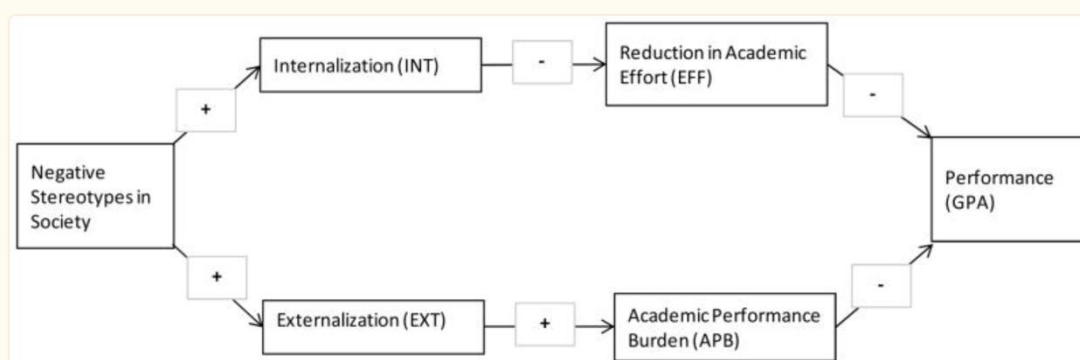 Internalization (INT)
-
Reduction in Academic
Effort (EFF)
+
-
Negative
Stereotypes in
Society
Performance
(GPA)
+
-
Externalization (EXT)
+
Academic Performance
Burden (APB)